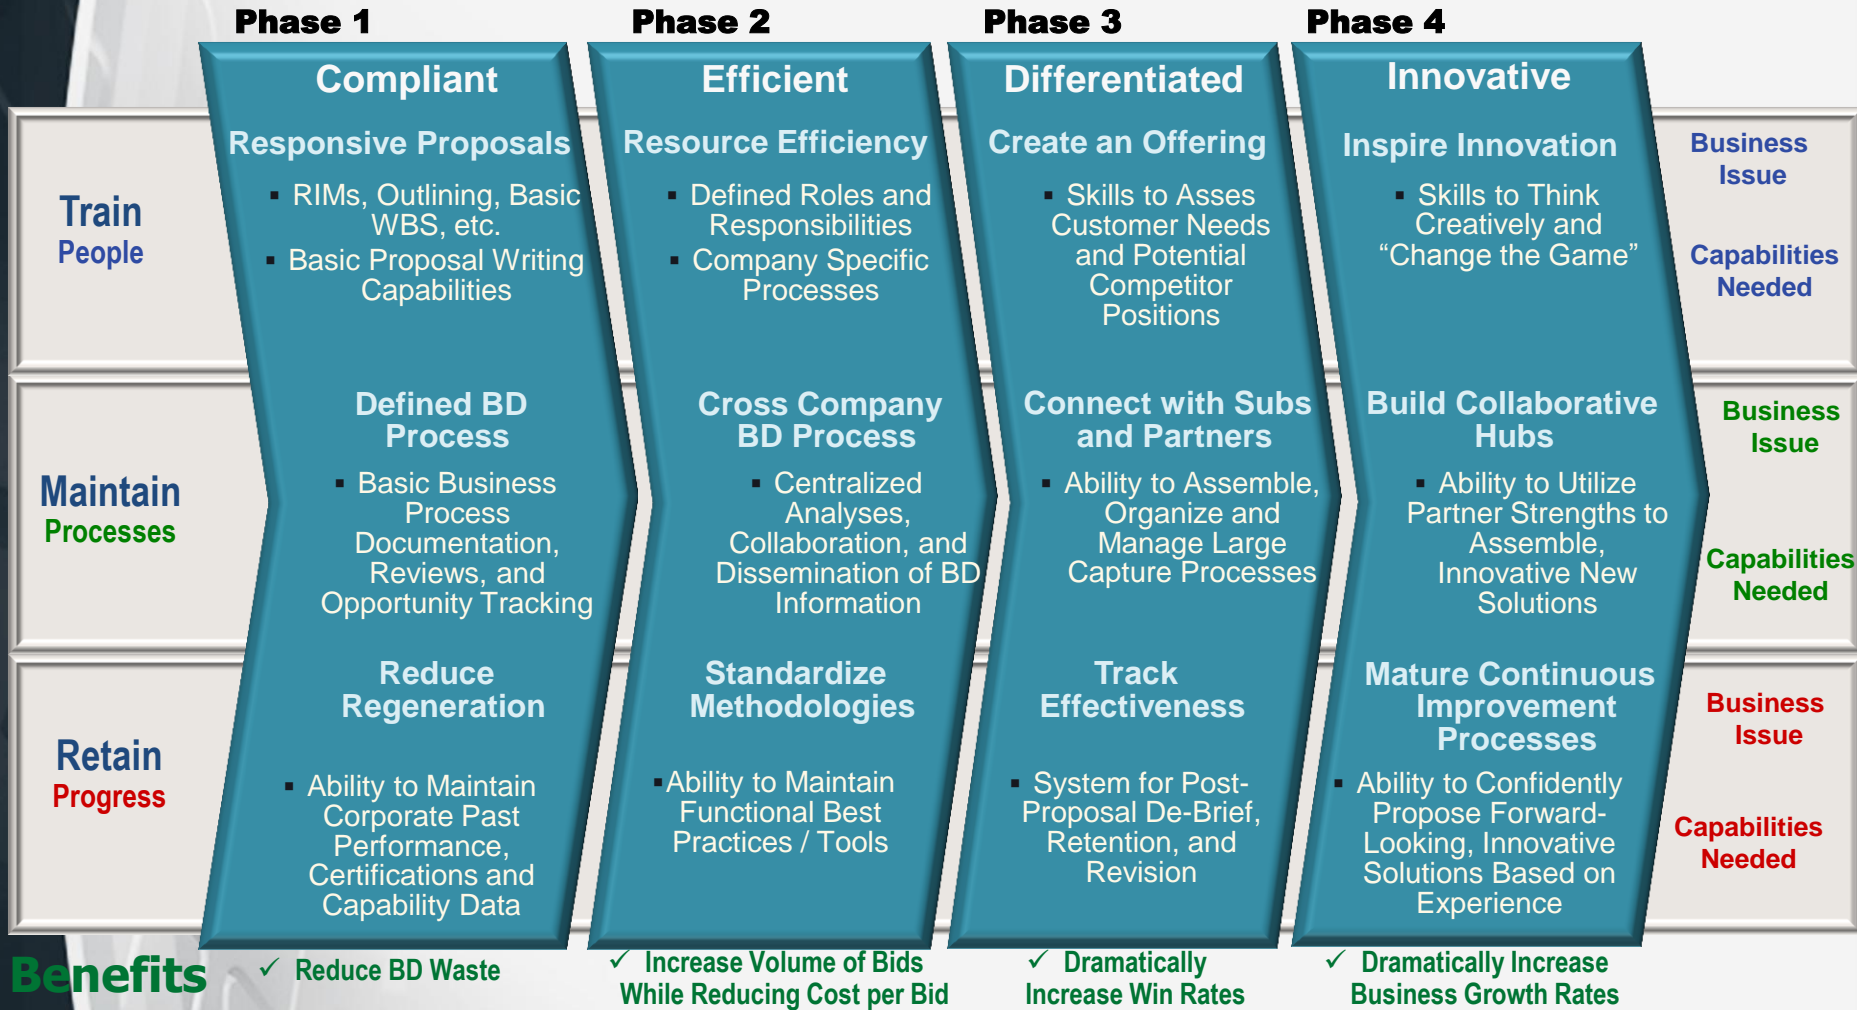 Phase 1
Phase 2
Phase 3
Phase 4
Compliant
Efficient
Differentiated
Innovative
Train
People
Responsive Proposals
▪ RIMs, Outlining, Basic
WBS, etc.
▪ Basic Proposal Writing
Capabilities
Resource Efficiency
▪ Defined Roles and
Responsibilities
▪ Company Specific
Processes
Create an Offering
▪ Skills to Asses
Customer Needs
and Potential
Competitor
Positions
Inspire Innovation
▪ Skills to Think
Creatively and
“Change the Game”
Business
Issue
Capabilities
Needed
Maintain
Processes
Defined BD
Process
▪ Basic Business
Process
Documentation,
Reviews, and
Opportunity Tracking
Cross Company
BD Process
▪ Centralized
Analyses,
Collaboration, and
Dissemination of BD
Information
Connect with Subs
and Partners
▪ Ability to Assemble,
Organize and
Manage Large
Capture Processes
Build Collaborative
Hubs
▪ Ability to Utilize
Partner Strengths to
Assemble,
Innovative New
Solutions
Business
Issue
Capabilities
Needed
Retain
Progress
Reduce
Regeneration
▪ Ability to Maintain
Corporate Past
Performance,
Certifications and
Capability Data
Standardize
Methodologies
▪Ability to Maintain
Functional Best
Practices / Tools
Track
Effectiveness
▪ System for Post-
Proposal De-Brief,
Retention, and
Revision
Mature Continuous
Improvement
Processes
▪ Ability to Confidently
Propose Forward-
Looking, Innovative
Solutions Based on
Experience
Business
Issue
Capabilities
Needed
Benefits
✓ Reduce BD Waste
✓ Increase Volume of Bids
While Reducing Cost per Bid
✓ Dramatically
Increase Win Rates
✓ Dramatically Increase
Business Growth Rates